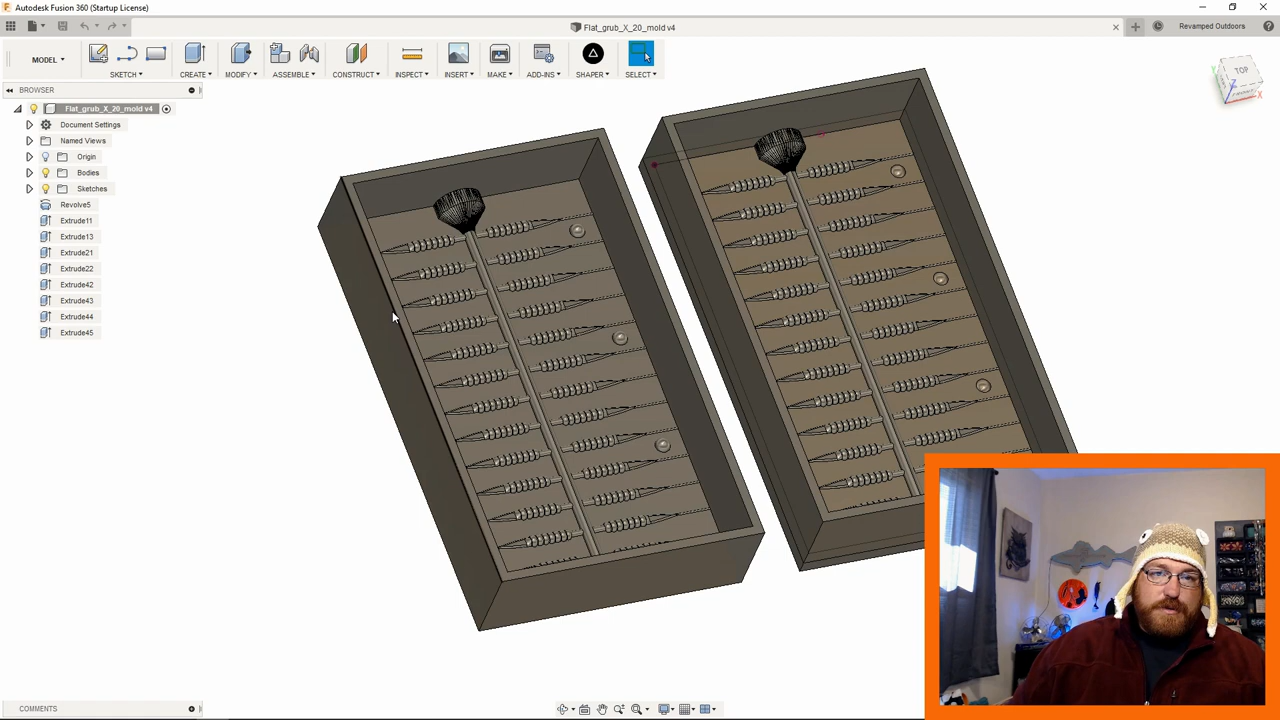 Autodesk Fusion 360 (Startup License)
Flat_grub_X_20_mold v4
Revamped Outdoors
MODEL
SKETCH
CREATE
MODIFY
ASSEMBLE
CONSTRUCT
INSPECT
INSERT
MAKE
ADD-INS
SHAPER
SELECT
BROWSER
TOP
Flat_grub_X_20_mold v4
Document Settings
Named Views
Origin
Bodies
Sketches
Revolve5
Extrude11
Extrude13
Extrude21
Extrude22
Extrude42
Extrude43
Extrude44
Extrude45
COMMENTS